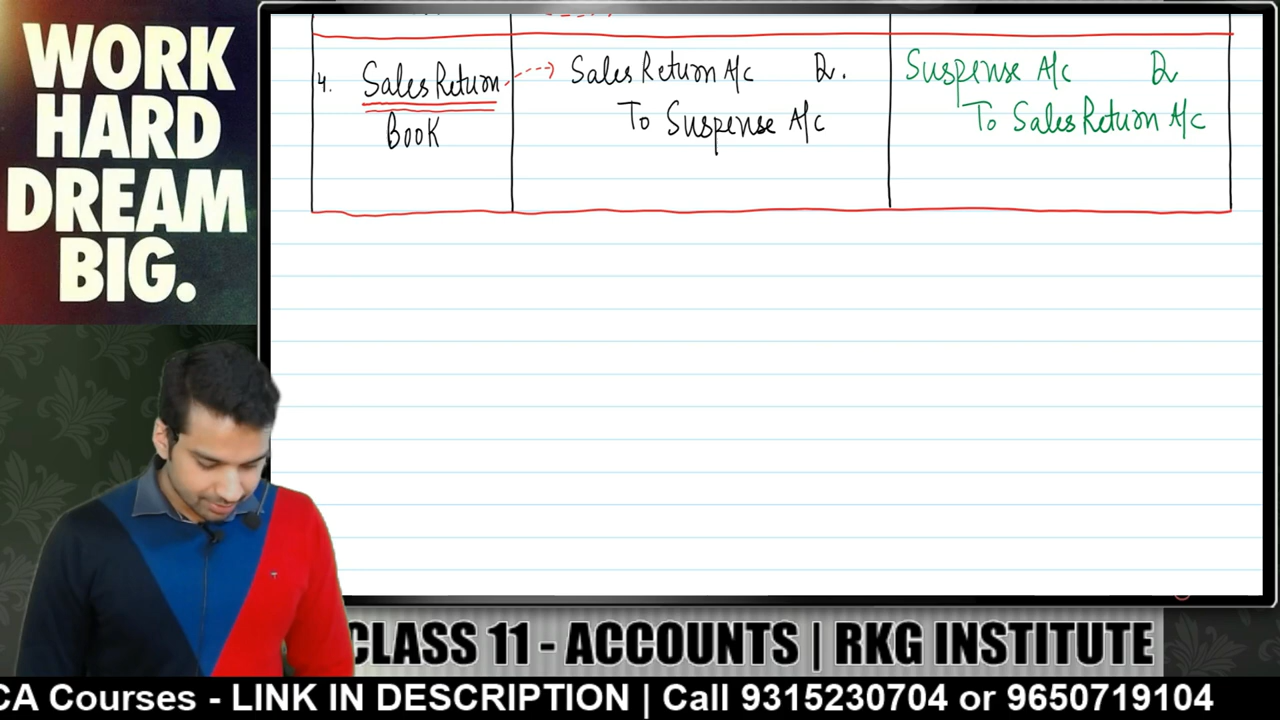 WORK
HARD
DREAM
BIG.
4. Sales Return
Book
Sales Return A/c Dr.
To Suspense A/c
Suspense A/c Dr
To Sales Return A/c
CLASS 11 - ACCOUNTS | RKG INSTITUTE
CA Courses - LINK IN DESCRIPTION | Call 9315230704 or 9650719104